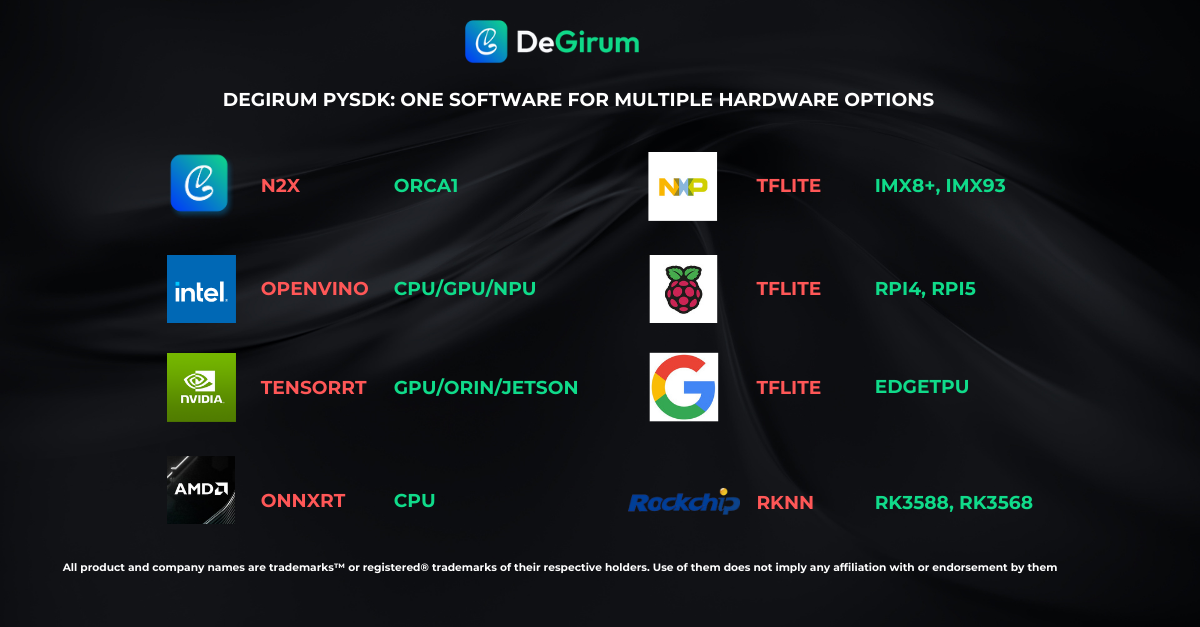 DeGirum
DEGIRUM PYSDK: ONE SOFTWARE FOR MULTIPLE HARDWARE OPTIONS
N2X ORCA1
NXP TFLITE IMX8+, IMX93
intel. OPENVINO CPU/GPU/NPU
TFLITE RPI4, RPI5
NVIDIA. TENSORRT GPU/ORIN/JETSON
TFLITE EDGETPU
AMD ONNXRT CPU
Rockchip RKNN RK3588, RK3568
All product and company names are trademarks™ or registered® trademarks of their respective holders. Use of them does not imply any affiliation with or endorsement by them